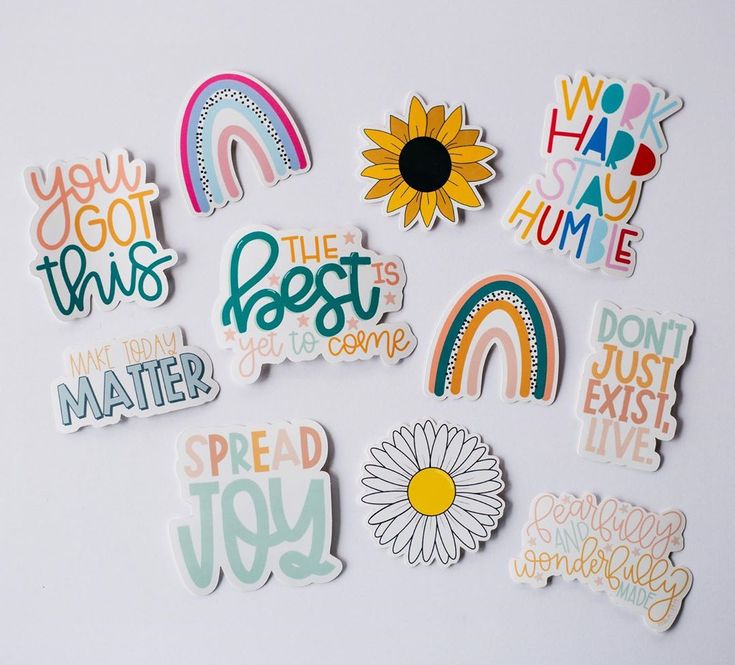 WORK
HARD
STAY
HUMBLE
you
GOT
this
THE
best IS
yet to come
DON'T
JUST
EXIST.
LIVE.
MAKE TODAY
MATTER
SPREAD
JOY
fearfully
AND
wonderfully
MADE